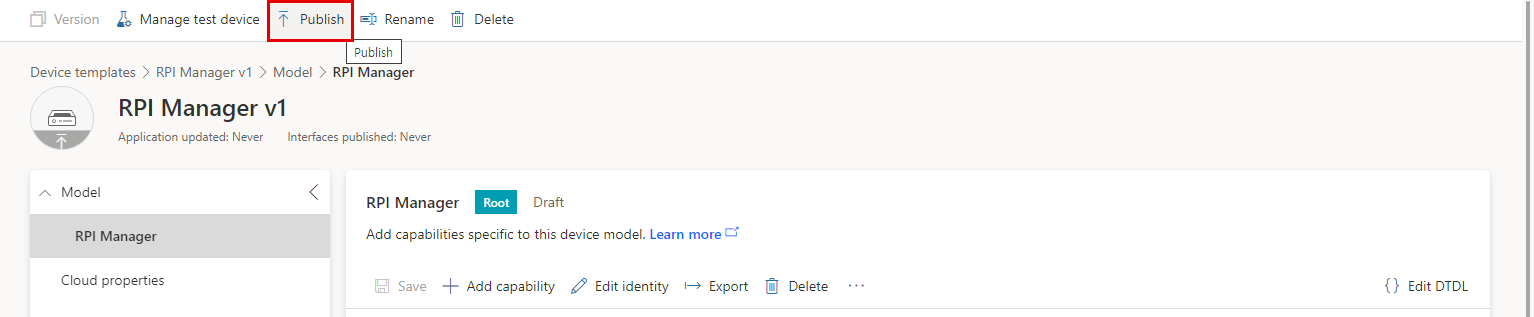 Version Manage test device Publish Rename Delete
Publish
Device templates > RPI Manager v1 > Model > RPI Manager
RPI Manager v1
Application updated: Never Interfaces published: Never
Model
RPI Manager
Cloud properties
RPI Manager Root Draft
Add capabilities specific to this device model. Learn more
Save Add capability Edit identity Export Delete ... {} Edit DTDL